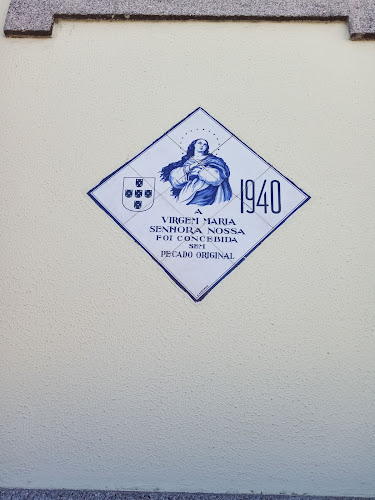 1940
A
VIRGEM MARIA
SENHORA NOSSA
FOI CONCEBIDA
SEM
PECADO ORIGINAL